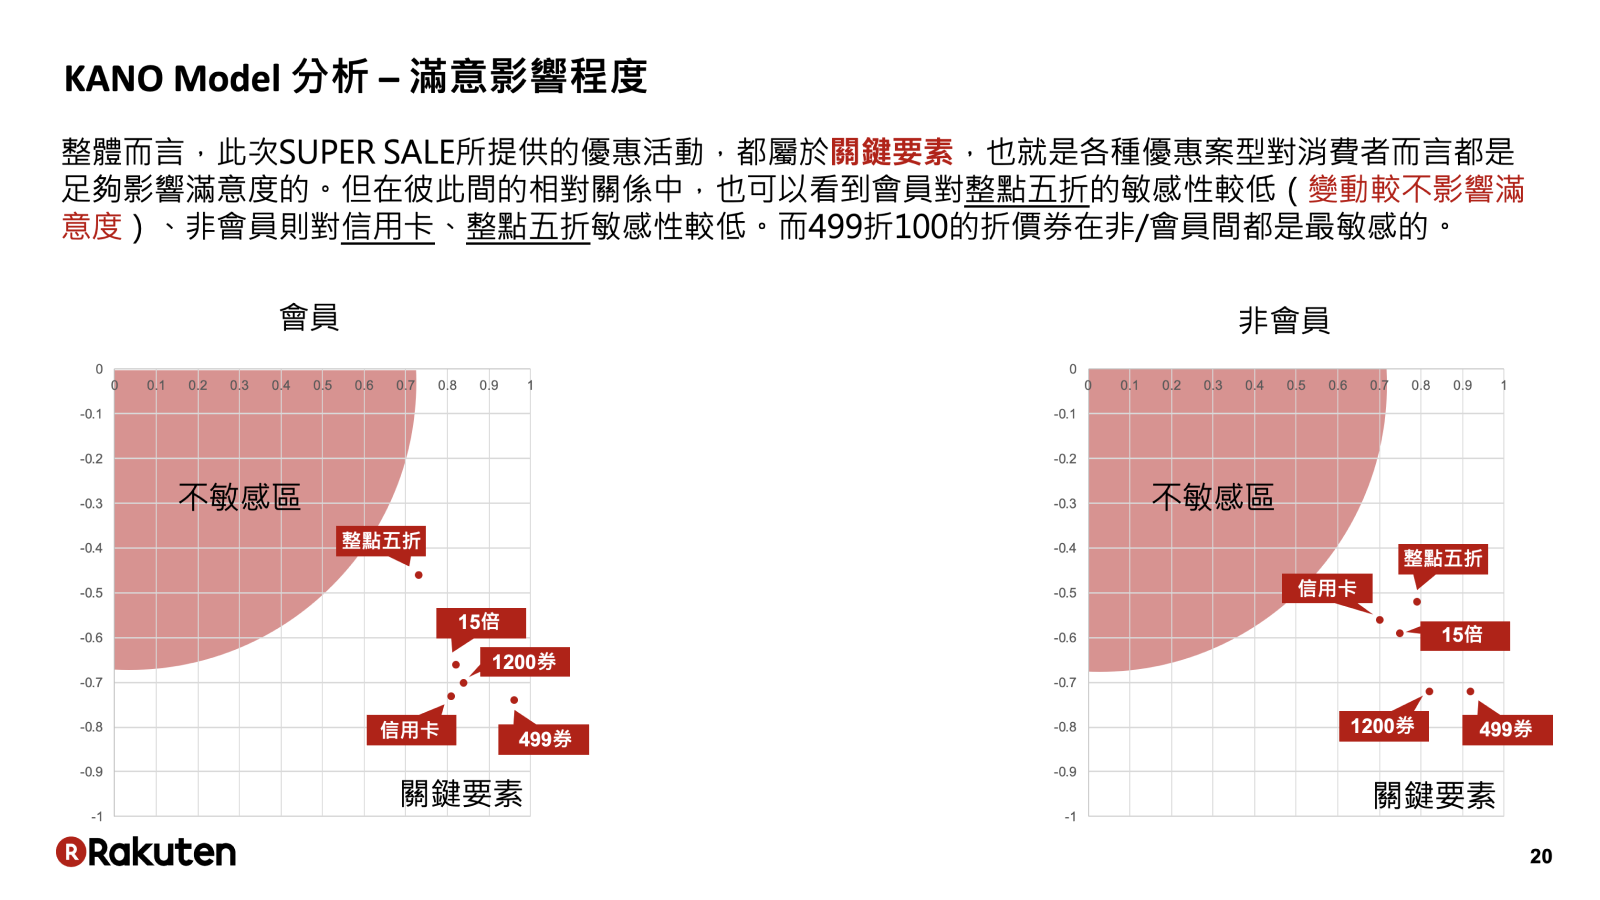 KANO Model 分析 – 滿意影響程度
整體而言，此次SUPER SALE所提供的優惠活動，都屬於關鍵要素，也就是各種優惠案型對消費者而言都是
足夠影響滿意度的。但在彼此間的相對關係中，也可以看到會員對整點五折的敏感性較低（變動較不影響滿
意度）、非會員則對信用卡、整點五折敏感性較低。而499折100的折價券在非/會員間都是最敏感的。
會員
0
0 0.1 0.2 0.3 0.4 0.5 0.6 0.7 0.8 0.9 1
-0.1
-0.2
-0.3
-0.4
-0.5
-0.6
-0.7
-0.8
-0.9
-1
不敏感區
整點五折
15倍
1200券
信用卡
499券
關鍵要素
非會員
0
0 0.1 0.2 0.3 0.4 0.5 0.6 0.7 0.8 0.9 1
-0.1
-0.2
-0.3
-0.4
-0.5
-0.6
-0.7
-0.8
-0.9
-1
不敏感區
整點五折
信用卡
15倍
1200券
499券
關鍵要素
R Rakuten
20